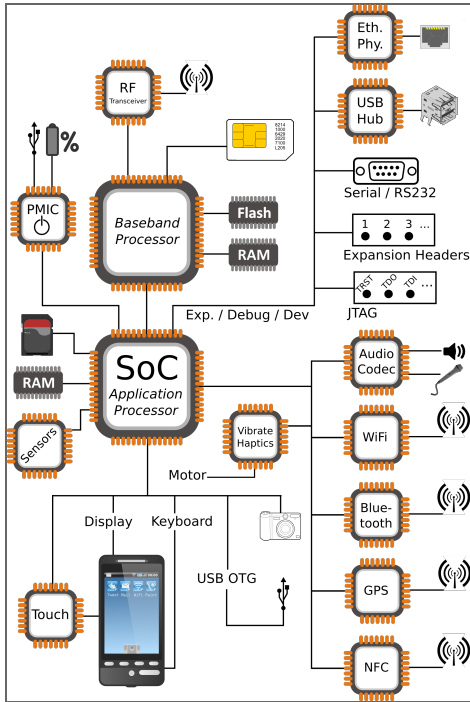 Eth.
Phy.
RF
Transceiver
USB
Hub
%
8214
1000
6429
2020
7100
L205
Serial / RS232
PMIC
Baseband
Processor
Flash
RAM
1 2 3 ...
Expansion Headers
TRST TDO TDI ...
JTAG
Exp. / Debug / Dev
SoC
Application
Processor
RAM
Audio
Codec
Sensors
Vibrate
Haptics
WiFi
Motor
Display
Keyboard
Blue-
tooth
USB OTG
Touch
GPS
NFC